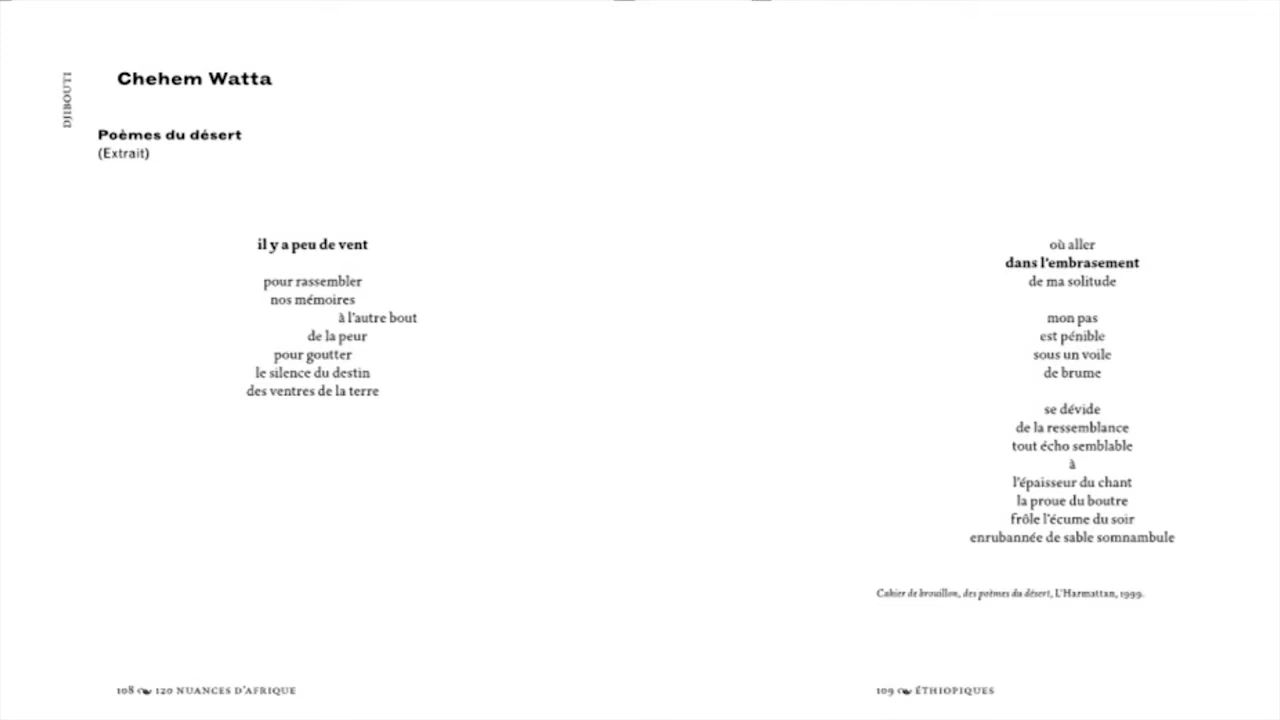 DJIBOUTI
Chehem Watta
Poèmes du désert
(Extrait)
il y a peu de vent
pour rassembler
nos mémoires
à l'autre bout
de la peur
pour goutter
le silence du destin
des ventres de la terre
108 120 NUANCES D'AFRIQUE
où aller
dans l'embrasement
de ma solitude
mon pas
est pénible
sous un voile
de brume
se dévide
de la ressemblance
tout écho semblable
à
l'épaisseur du chant
la proue du boutre
frôle l'écume du soir
enrubannée de sable somnambule
Cahier de brouillon, des poèmes du désert, L'Harmattan, 1999.
109 ÉTHIOPIQUES